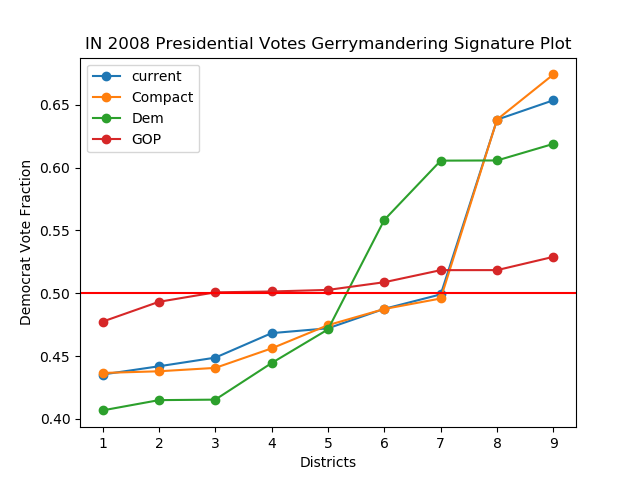 IN 2008 Presidential Votes Gerrymandering Signature Plot
current
Compact
Dem
GOP
0.65
0.60
0.55
0.50
0.45
0.40
Democrat Vote Fraction
1 2 3 4 5 6 7 8 9
Districts